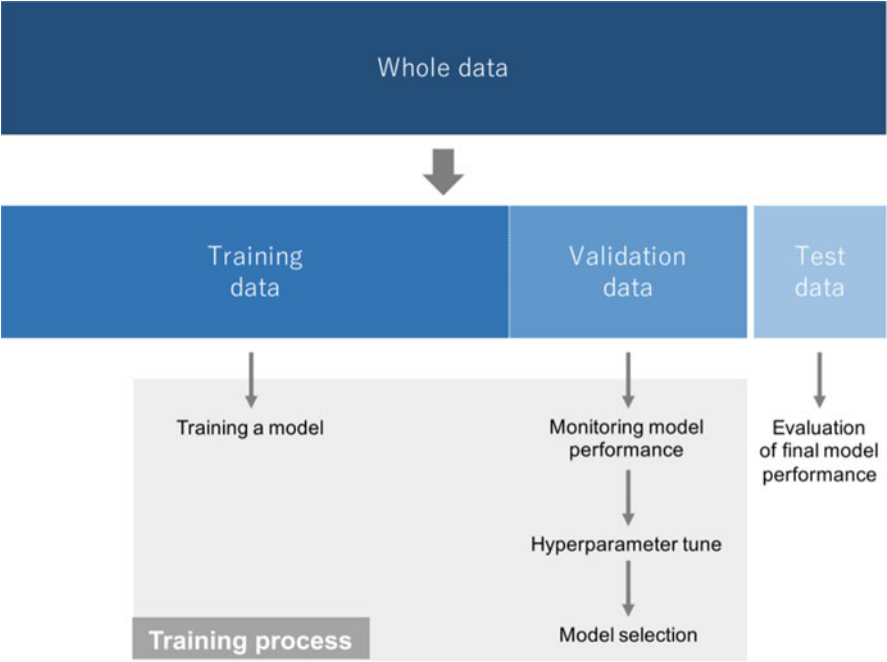 Whole data
Training
data
Validation
data
Test
data
Training a model
Monitoring model
performance
Evaluation
of final model
performance
Hyperparameter tune
Model selection
Training process